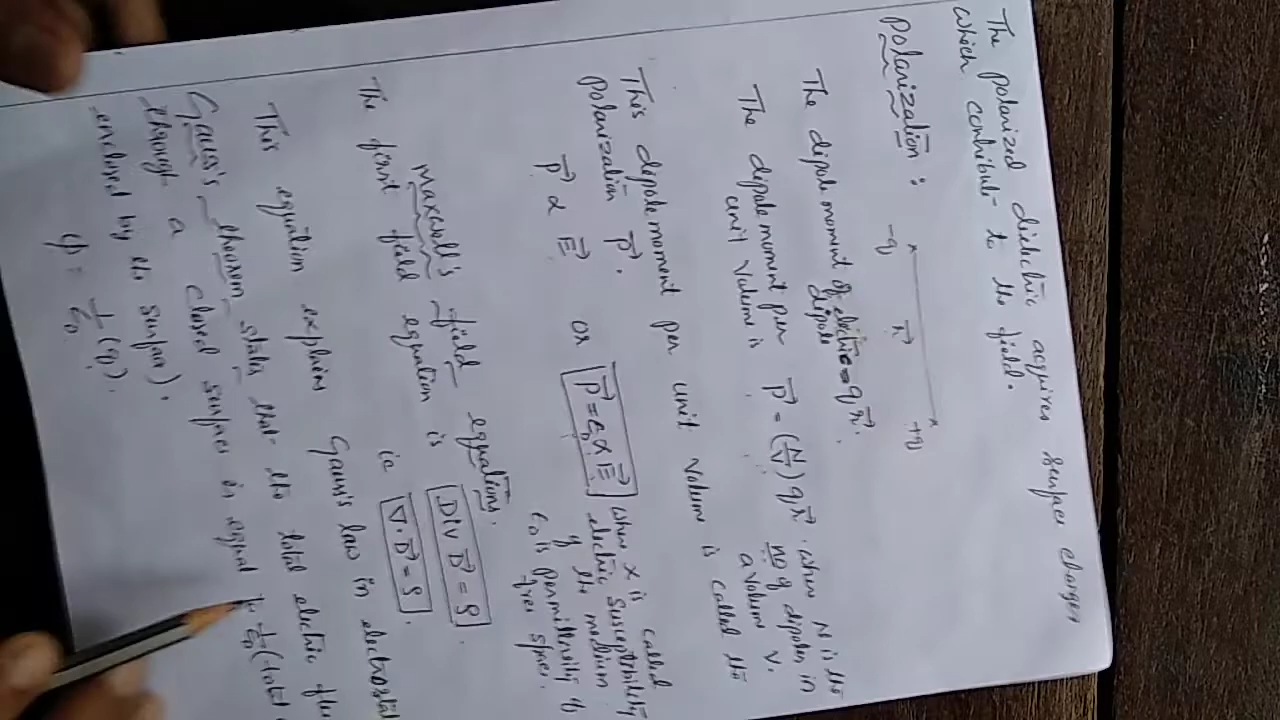 The polarized dielectric acquires surface charges
which contribute to the field.
Polarization :
-q x⃗ +q
The dipole moment of electric = q x⃗.
dipole
The dipole moment per P⃗ = (N/V) q x⃗. where N is the
unit volume is no of dipoles in
a volume V.
This dipole moment per unit volume is called the
Polarization P⃗.
P⃗ α E⃗ or P⃗ = ε₀ χ E⃗ where χ is called
electric susceptibility
of the medium
ε₀ is permittivity of
free space.
Maxwell's field equations.
The first field equation is Div D⃗ = ρ.
ie ∇. D⃗ = ρ.
This equation explains Gauss's law in electrostat
Gauss's theorem states that the total electric flux
through a closed surface is equal to 1/ε₀ (total
enclosed by the surface).
φ = 1/ε₀ (q).